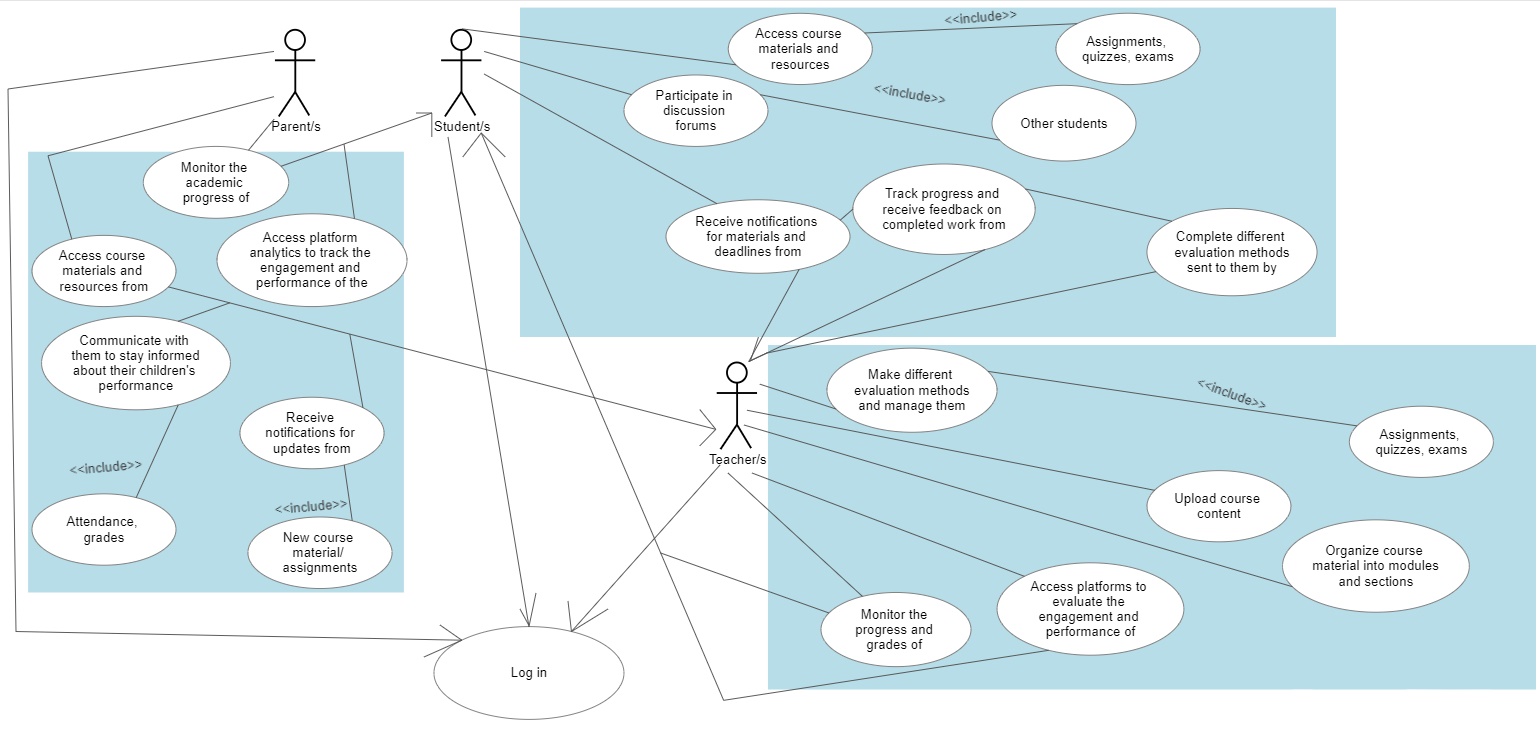 Parent/s
Student/s
Monitor the
academic
progress of
Access course
materials and
resources from
Access platform
analytics to track the
engagement and
performance of the
Communicate with
them to stay informed
about their children's
performance
Receive
notifications for
updates from
<<include>>
Attendance,
grades
<<include>>
New course
material/
assignments
Access course
materials and
resources
<<include>>
Assignments,
quizzes, exams
Participate in
discussion
forums
<<include>>
Other students
Receive notifications
for materials and
deadlines from
Track progress and
receive feedback on
completed work from
Complete different
evaluation methods
sent to them by
Teacher/s
Make different
evaluation methods
and manage them
<<include>>
Assignments,
quizzes, exams
Upload course
content
Organize course
material into modules
and sections
Access platforms to
evaluate the
engagement and
performance of
Monitor the
progress and
grades of
Log in